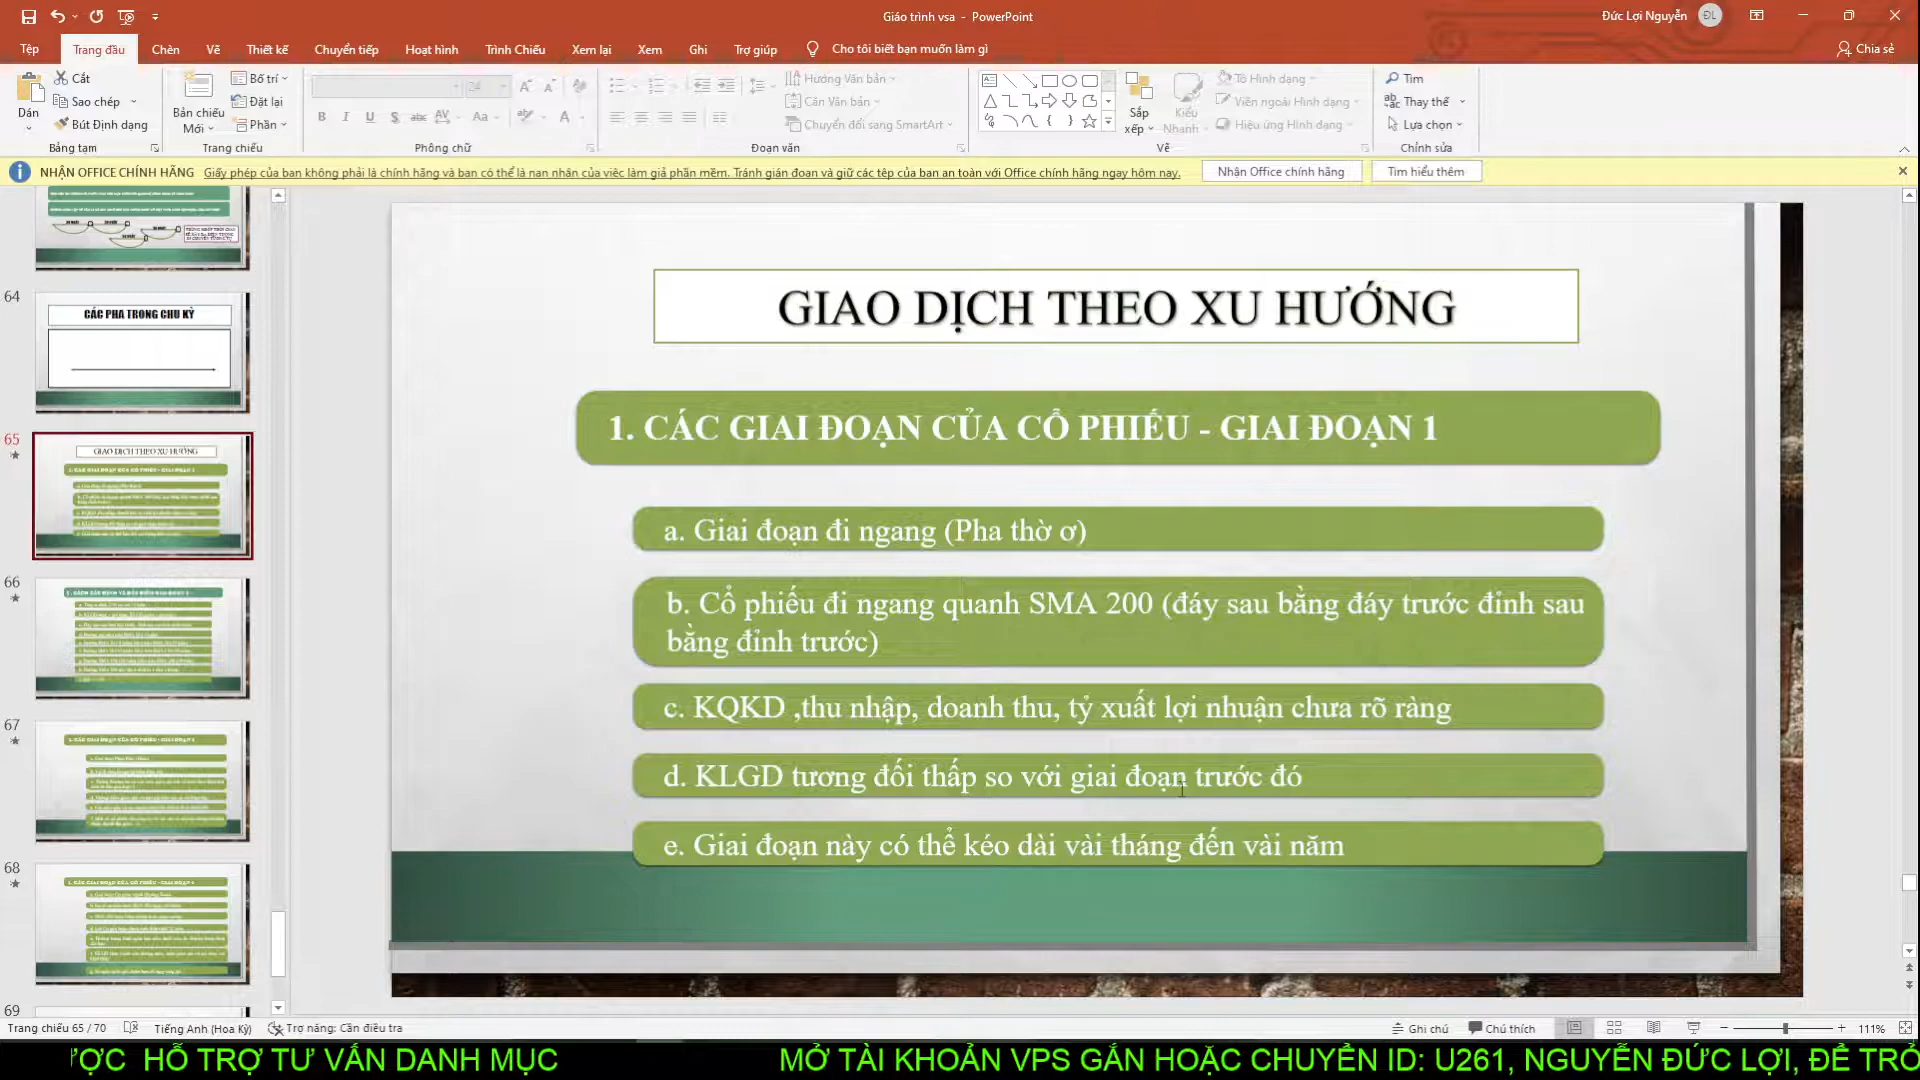 Giáo trình vsa - PowerPoint
Đức Lợi Nguyễn
ĐL
Tệp
Trang đầu
Chèn
Vẽ
Thiết kế
Chuyển tiếp
Hoạt hình
Trình Chiếu
Xem lại
Xem
Ghi
Trợ giúp
Cho tôi biết bạn muốn làm gì
Chia sẻ
Dán
Cắt
Sao chép
Bút Định dạng
Bảng tạm
Bản chiếu
Mới
Bố trí
Đặt lại
Phần
Trang chiếu
24
Phông chữ
Hướng Văn bản
Căn Văn bản
Chuyển đổi sang SmartArt
Đoạn văn
Sắp
xếp
Kiểu
Nhanh
Tô Hình dạng
Viền ngoài Hình dạng
Hiệu ứng Hình dạng
Vẽ
Tìm
Thay thế
Lựa chọn
Chỉnh sửa
NHẬN OFFICE CHÍNH HÃNG
Giấy phép của bạn không phải là chính hãng và bạn có thể là nạn nhân của việc làm giả phần mềm. Tránh gián đoạn và giữ các tệp của bạn an toàn với Office chính hãng ngay hôm nay.
Nhận Office chính hãng
Tìm hiểu thêm
64
CÁC PHA TRONG CHU KỲ
65
GIAO DỊCH THEO XU HƯỚNG
66
67
68
69
GIAO DỊCH THEO XU HƯỚNG
1. CÁC GIAI ĐOẠN CỦA CỔ PHIẾU - GIAI ĐOẠN 1
a. Giai đoạn đi ngang (Pha thờ ơ)
b. Cổ phiếu đi ngang quanh SMA 200 (đáy sau bằng đáy trước đỉnh sau
bằng đỉnh trước)
c. KQKD ,thu nhập, doanh thu, tỷ xuất lợi nhuận chưa rõ ràng
d. KLGD tương đối thấp so với giai đoạn trước đó
e. Giai đoạn này có thể kéo dài vài tháng đến vài năm
Trang chiếu 65 / 70
Tiếng Anh (Hoa Kỳ)
Trợ năng: Cần điều tra
Ghi chú
Chú thích
111%
ƯỢC HỖ TRỢ TƯ VẤN DANH MỤC
MỞ TÀI KHOẢN VPS GẮN HOẶC CHUYỂN ID: U261, NGUYỄN ĐỨC LỢI, ĐỂ TRỞ